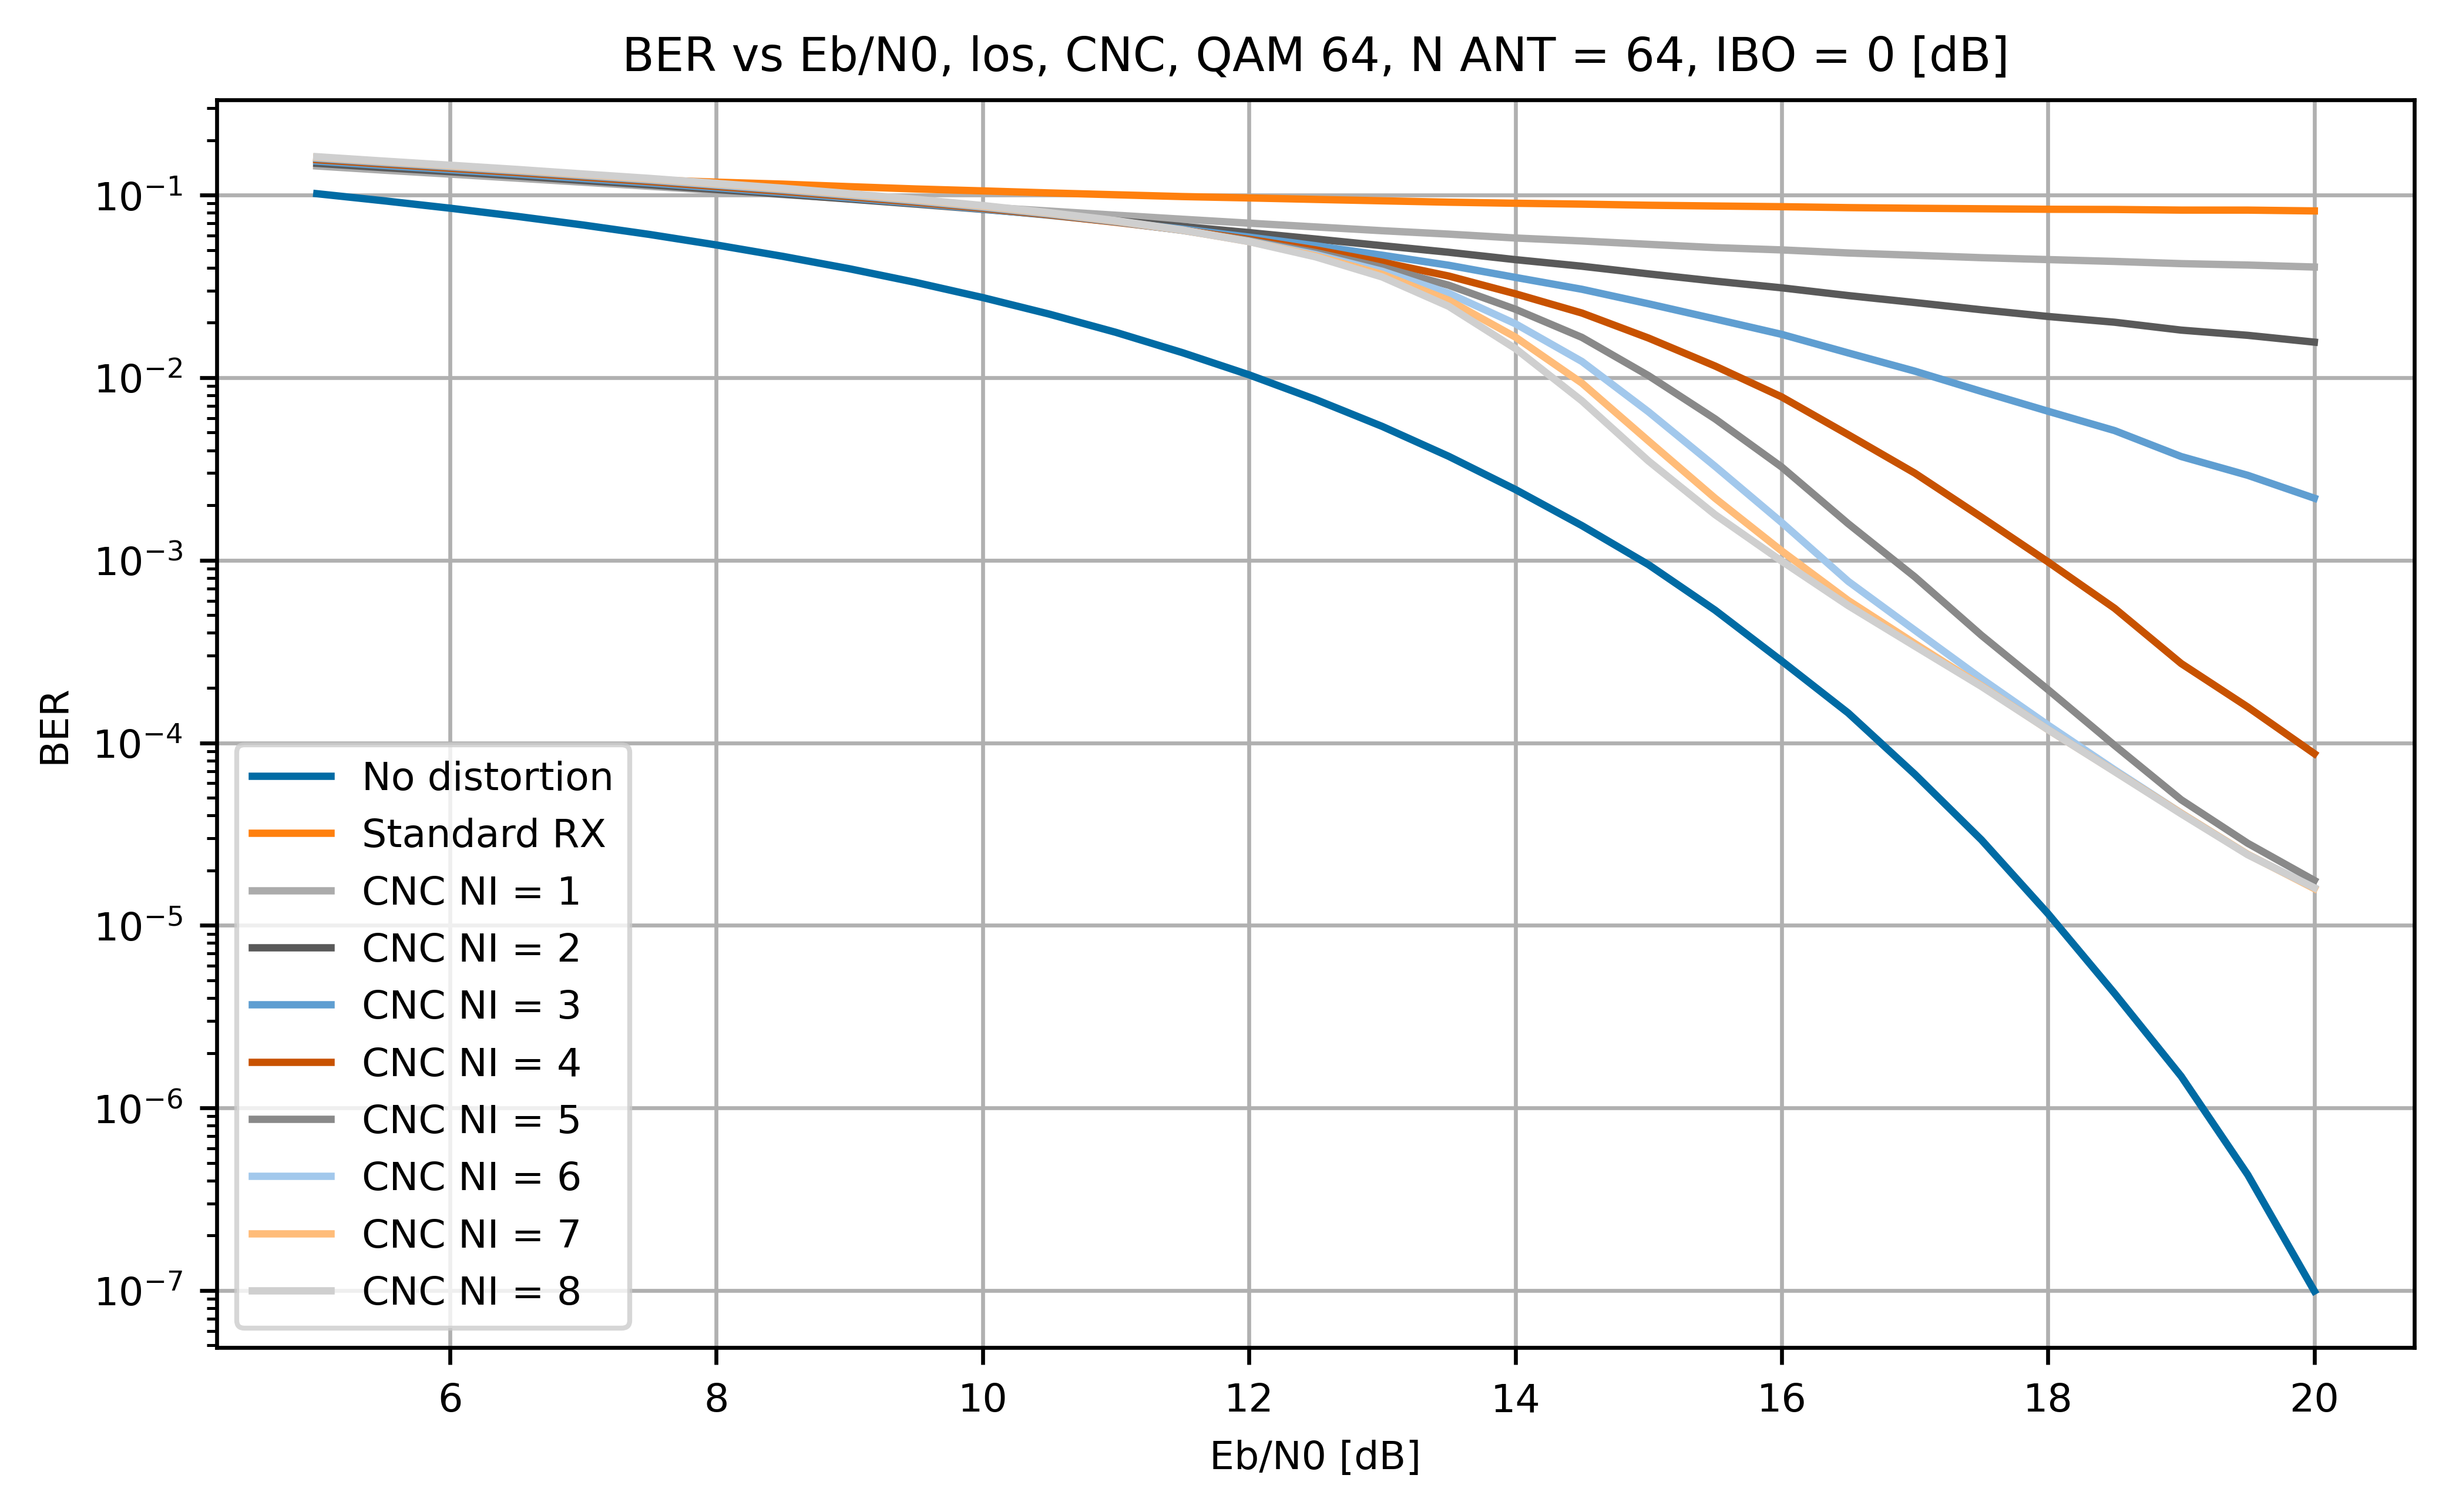 BER vs Eb/N0, los, CNC, QAM 64, N ANT = 64, IBO = 0 [dB]
BER
10⁻¹
10⁻²
10⁻³
10⁻⁴
10⁻⁵
10⁻⁶
10⁻⁷
No distortion
Standard RX
CNC NI = 1
CNC NI = 2
CNC NI = 3
CNC NI = 4
CNC NI = 5
CNC NI = 6
CNC NI = 7
CNC NI = 8
6 8 10 12 14 16 18 20
Eb/N0 [dB]